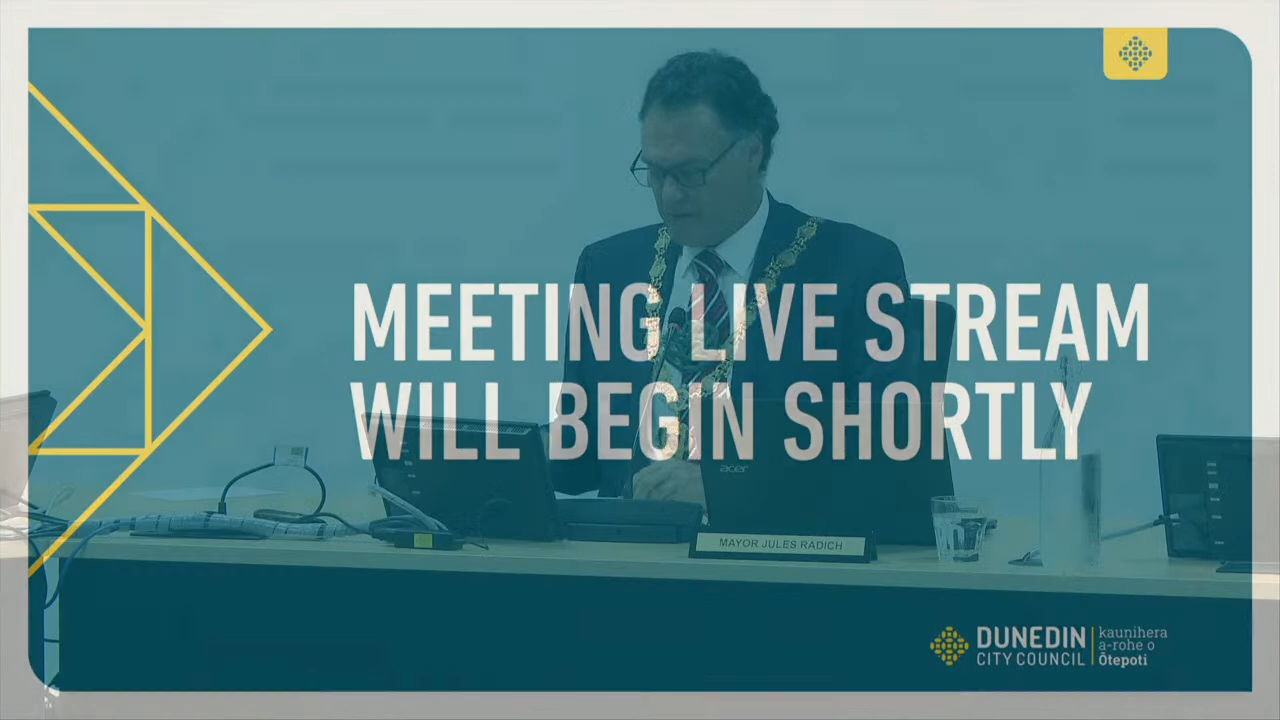 MEETING LIVE STREAM
WILL BEGIN SHORTLY
acer
MAYOR JULES RADICH
DUNEDIN
CITY COUNCIL
kaunihera
a-rohe o
Ōtepoti